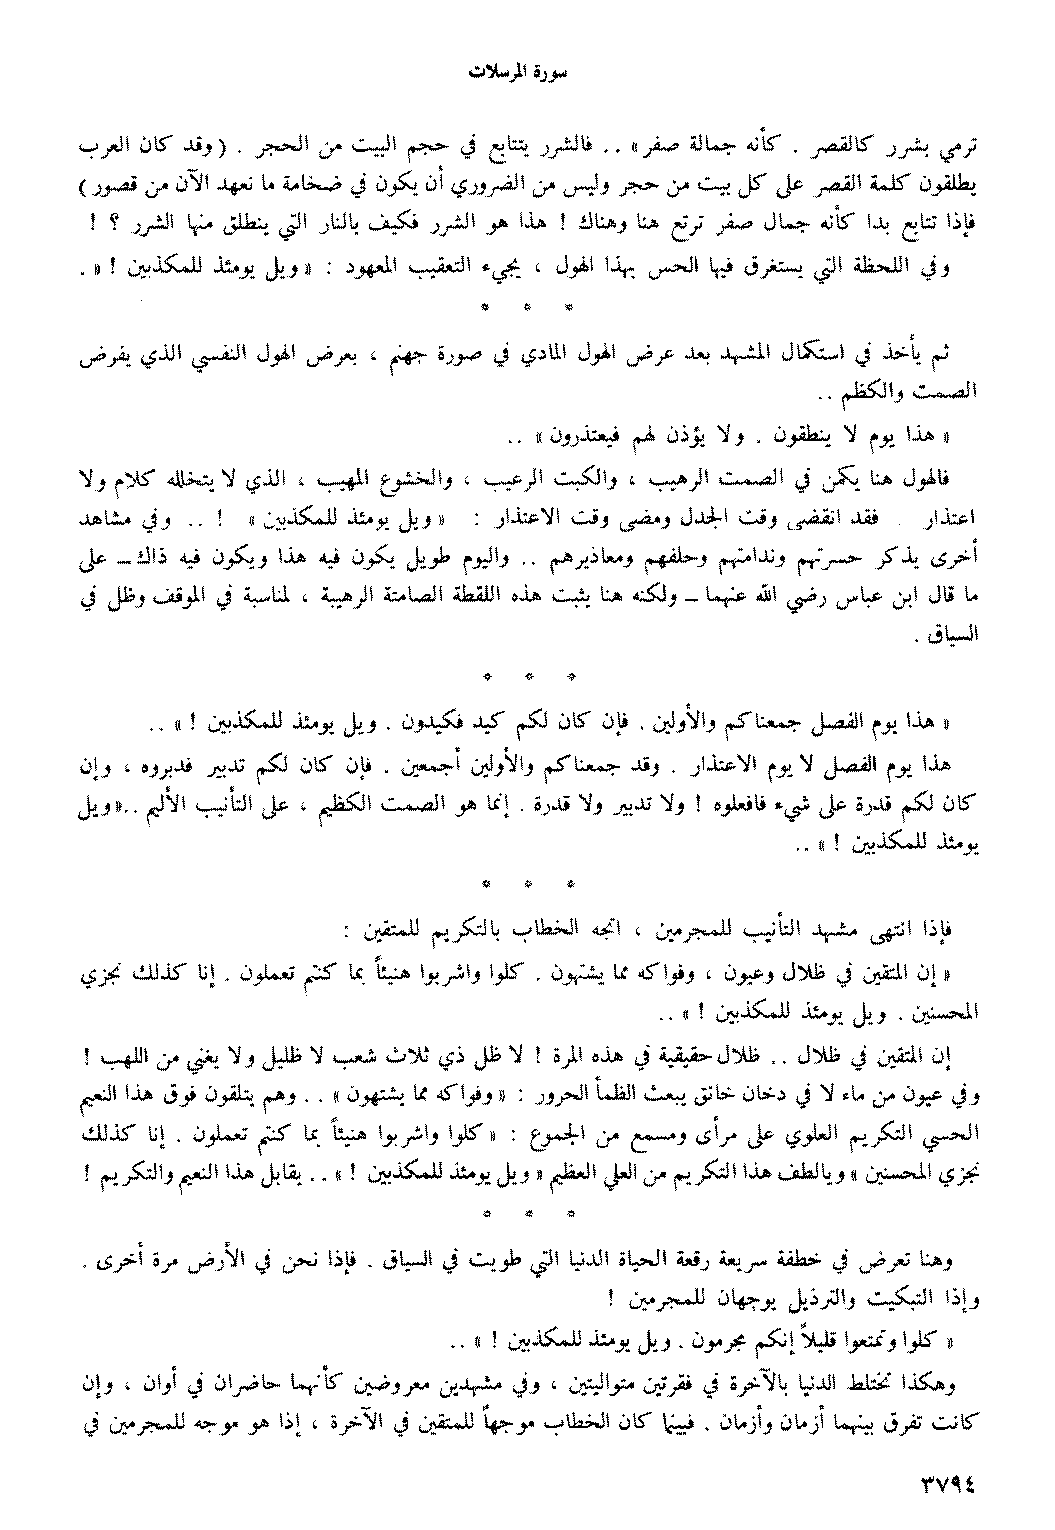 سورة المرسلات
ترمي بشرر كالقصر . كأنه جمالة صفر» .. فالشرر يتتابع في حجم البيت من الحجر . ( وقد كان العرب
يطلقون كلمة القصر على كل بيت من حجر وليس من الضروري أن يكون في ضخامة ما نعهد الآن من قصور )
فإذا تتابع بدا كأنه جمال صفر ترتع هنا وهناك ! هذا هو الشرر فكيف بالنار التي ينطلق منها الشرر ؟ !
وفي اللحظة التي يستغرق فيها الحس بهذا الهول ، يجيء التعقيب المعهود : « ويل يومئذ للمكذبين ! » .
* * *
ثم يأخذ في استكمال المشهد بعد عرض الهول المادي في صورة جهنم ، بعرض الهول النفسي الذي يفرض
الصمت والكظم ..
« هذا يوم لا ينطقون . ولا يؤذن لهم فيعتذرون » ..
فالهول هنا يكمن في الصمت الرهيب ، والكبت الرعيب ، والخشوع المهيب ، الذي لا يتخلله كلام ولا
اعتذار . فقد انقضى وقت الجدل ومضى وقت الاعتذار : « ويل يومئذ للمكذبين » ! .. وفي مشاهد
أخرى يذكر حسرتهم وندامتهم وحلفهم ومعاذيرهم .. واليوم طويل يكون فيه هذا ويكون فيه ذاك – على
ما قال ابن عباس رضي الله عنهما – ولكنه هنا يثبت هذه اللقطة الصامتة الرهيبة ، لمناسبة في الموقف وظل في
السياق .
* * *
« هذا يوم الفصل جمعناكم والأولين . فإن كان لكم كيد فكيدون . ويل يومئذ للمكذبين ! » ..
هذا يوم الفصل لا يوم الاعتذار . وقد جمعناكم والأولين أجمعين . فإن كان لكم تدبير فدبروه ، وإن
كان لكم قدرة على شيء فافعلوه ! ولا تدبير ولا قدرة . إنما هو الصمت الكظيم ، على التأنيب الأليم ..«ويل
يومئذ للمكذبين ! » ..
* * *
فإذا انتهى مشهد التأنيب للمجرمين ، اتجه الخطاب بالتكريم للمتقين :
« إن المتقين في ظلال وعيون ، وفواكه مما يشتهون . كلوا واشربوا هنيئاً بما كنتم تعملون . إنا كذلك نجزي
المحسنين . ويل يومئذ للمكذبين ! » ..
إن المتقين في ظلال .. ظلال حقيقية في هذه المرة ! لا ظل ذي ثلاث شعب لا ظليل ولا يغني من اللهب !
وفي عيون من ماء لا في دخان خانق يبعث الظمأ الحرور : « وفواكه مما يشتهون » .. وهم يتلقون فوق هذا النعيم
الحسي التكريم العلوي على مرأى ومسمع من الجموع : « كلوا واشربوا هنيئاً بما كنتم تعملون . إنا كذلك
نجزي المحسنين » ويالطف هذا التكريم من العلي العظيم « ويل يومئذ للمكذبين ! » .. يقابل هذا النعيم والتكريم !
* * *
وهنا تعرض في خطفة سريعة رقعة الحياة الدنيا التي طويت في السياق . فإذا نحن في الأرض مرة أخرى .
وإذا التبكيت والترذيل يوجهان للمجرمين !
« كلوا وتمتعوا قليلاً إنكم مجرمون . ويل يومئذ للمكذبين ! » ..
وهكذا تختلط الدنيا بالآخرة في فقرتين متواليتين ، وفي مشهدين معروضين كأنهما حاضران في أوان ، وإن
كانت تفرق بينهما أزمان وأزمان . فبينما كان الخطاب موجهاً للمتقين في الآخرة ، إذا هو موجه للمجرمين في
٣٧٩٤